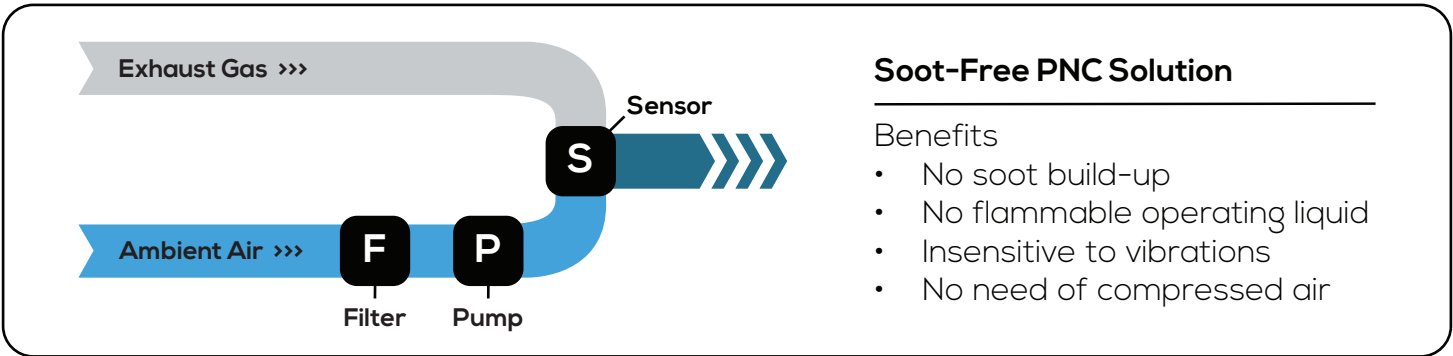 Exhaust Gas >>>
Sensor
S
Ambient Air >>>
F
P
Filter
Pump
Soot-Free PNC Solution
Benefits
• No soot build-up
• No flammable operating liquid
• Insensitive to vibrations
• No need of compressed air